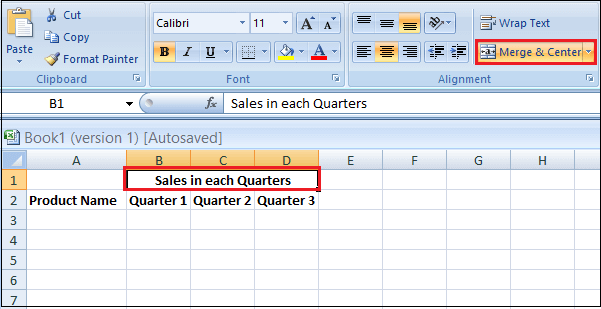 Paste
Cut
Copy
Format Painter
Clipboard
Calibri
11
A A
B I U
A
Font
Wrap Text
Merge & Center
Alignment
B1
fx
Sales in each Quarters
Book1 (version 1) [Autosaved]
A B C D E F G H
1 Sales in each Quarters
2 Product Name Quarter 1 Quarter 2 Quarter 3
3
4
5
6
7